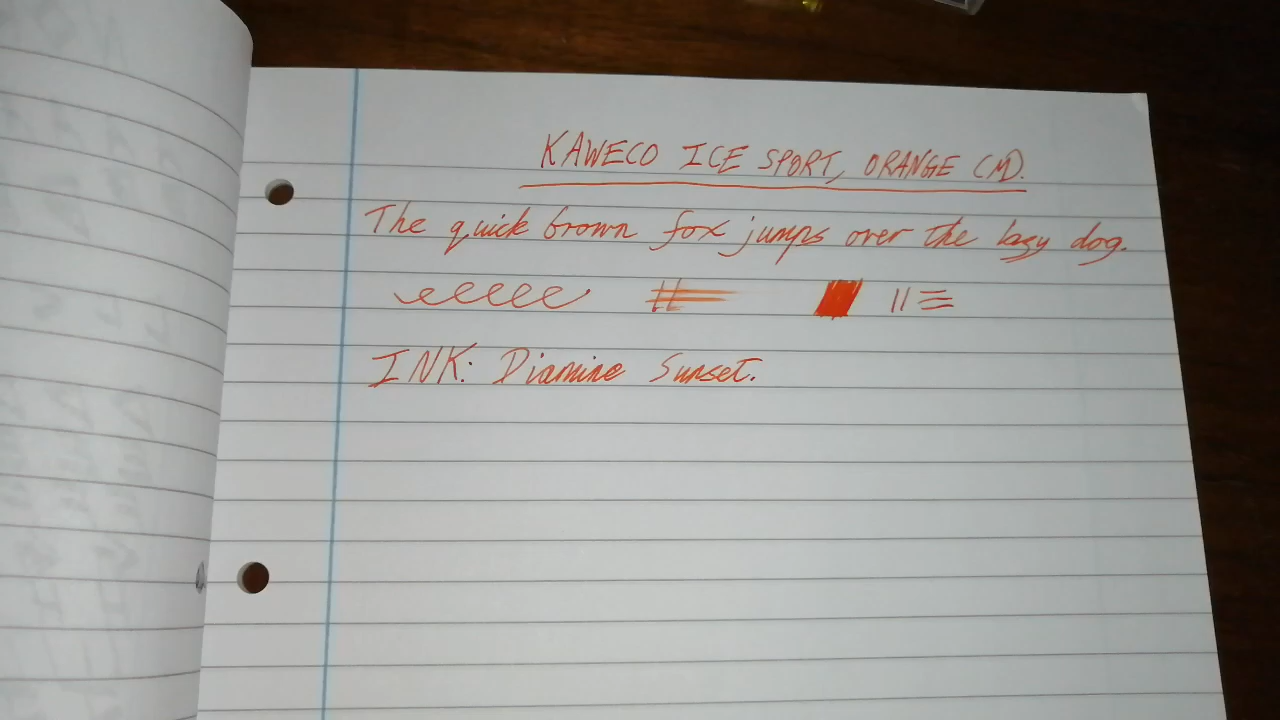 KAWECO ICE SPORT, ORANGE (M).
The quick brown fox jumps over the lazy dog.
INK: Diamine Sunset.